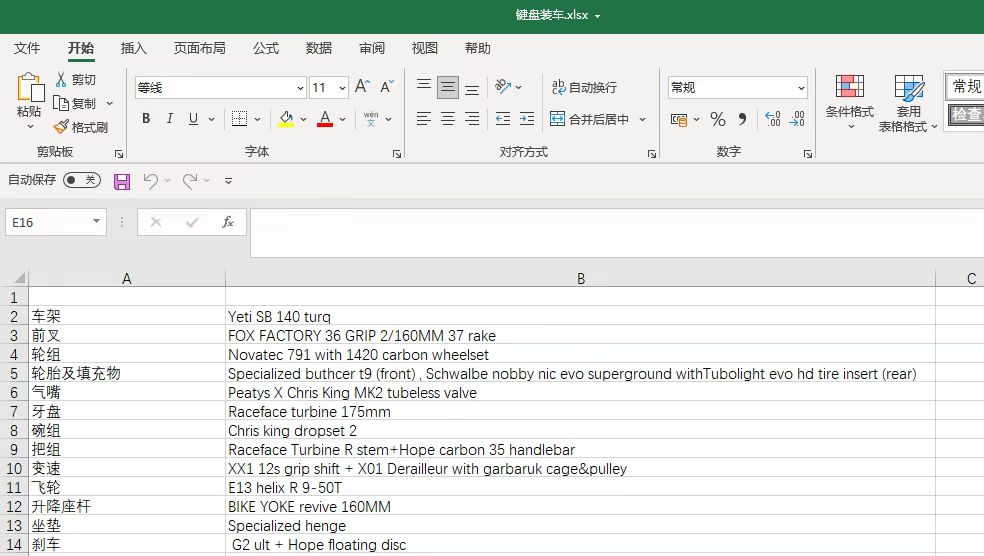 键盘装车.xlsx
文件 开始 插入 页面布局 公式 数据 审阅 视图 帮助
粘贴 剪切 复制 格式刷
剪贴板
等线 11 A A
B I U A wén 文
字体
ab 自动换行
合并后居中
对齐方式
常规
% , .00 .00
数字
条件格式
套用
表格格式
常规
检查
自动保存 关
E16 fx
A B C
1
2 车架 Yeti SB 140 turq
3 前叉 FOX FACTORY 36 GRIP 2/160MM 37 rake
4 轮组 Novatec 791 with 1420 carbon wheelset
5 轮胎及填充物 Specialized buthcer t9 (front) , Schwalbe nobby nic evo superground withTubolight evo hd tire insert (rear)
6 气嘴 Peatys X Chris King MK2 tubeless valve
7 牙盘 Raceface turbine 175mm
8 碗组 Chris king dropset 2
9 把组 Raceface Turbine R stem+Hope carbon 35 handlebar
10 变速 XX1 12s grip shift + X01 Derailleur with garbaruk cage&pulley
11 飞轮 E13 helix R 9-50T
12 升降座杆 BIKE YOKE revive 160MM
13 坐垫 Specialized henge
14 刹车 G2 ult + Hope floating disc